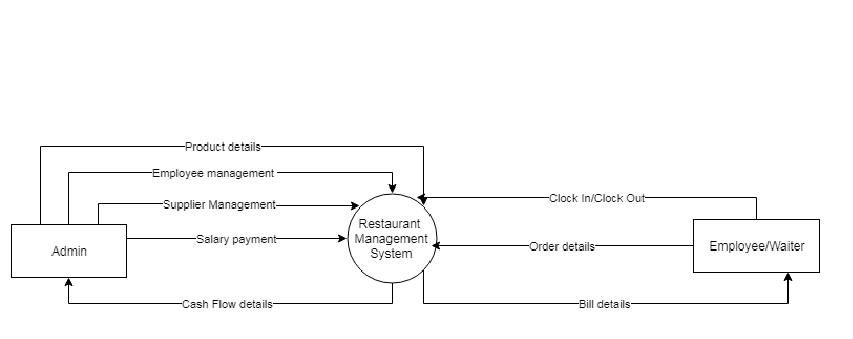 Product details
Employee management
Supplier Management
Clock In/Clock Out
Restaurant
Management
System
Salary payment
Admin
Order details
Employee/Waiter
Cash Flow details
Bill details